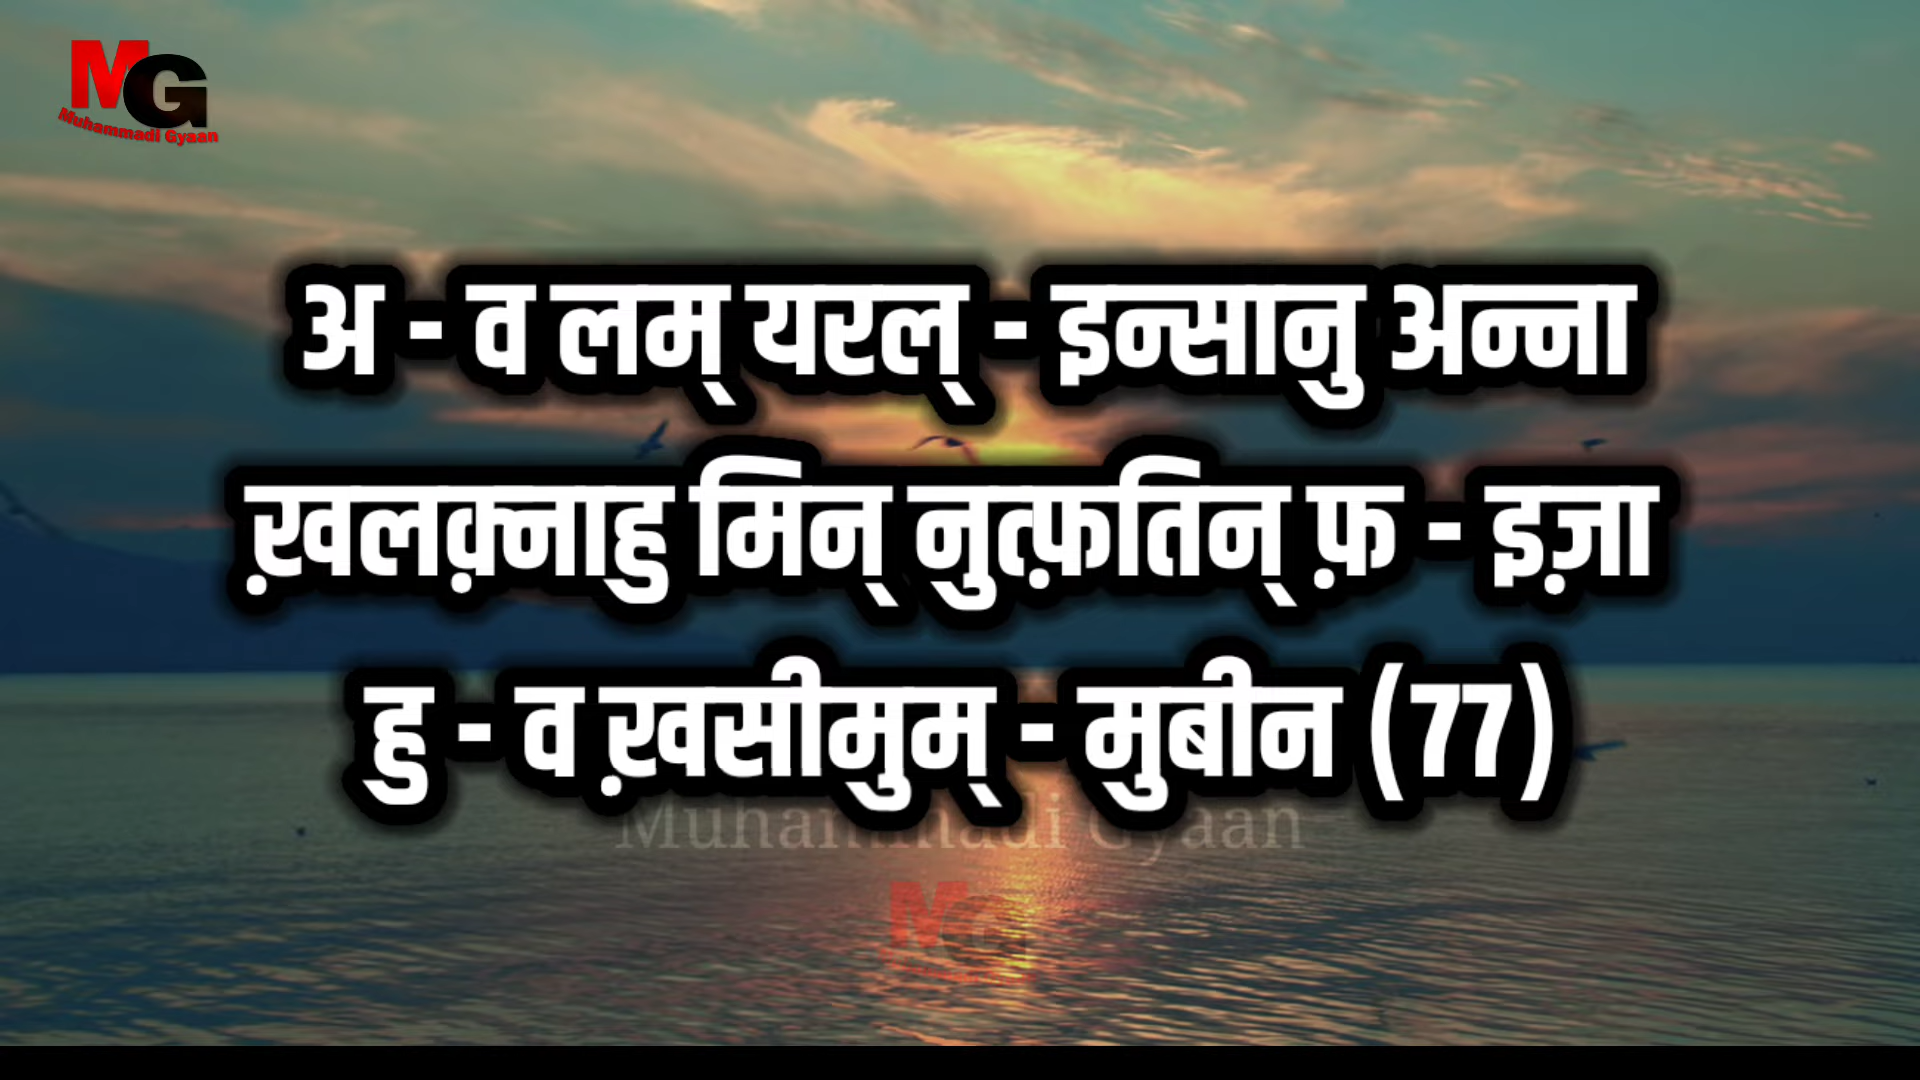 MG
Muhammadi Gyaan
अ - व लम् यरल् - इन्सानु अन्ना
ख़लक़्नाहु मिन् नुत्फ़तिन् फ़ - इज़ा
हु - व ख़सीमुम् - मुबीन (77)
Muhammadi Gyaan
MG